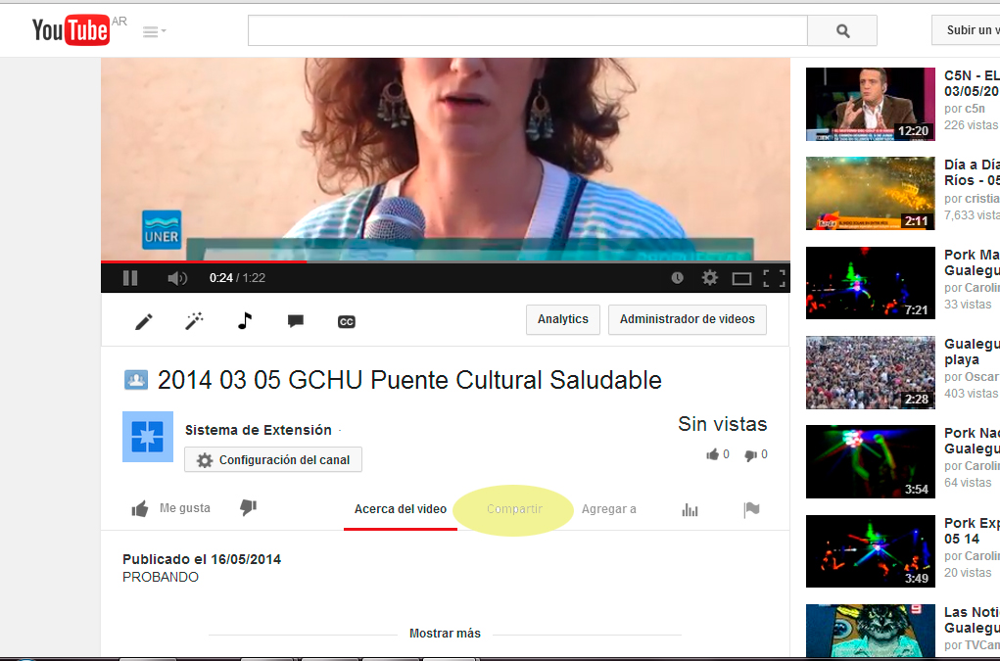 YouTube AR
Subir un v
UNER
0:24 / 1:22
CC
Analytics
Administrador de videos
2014 03 05 GCHU Puente Cultural Saludable
Sistema de Extensión ·
Configuración del canal
Sin vistas
0
0
Me gusta
Acerca del video
Compartir
Agregar a
Publicado el 16/05/2014
PROBANDO
Mostrar más
12:20
C5N - EL
03/05/20
por c5n
226 vistas
2:11
Día a Día
Ríos - 05
por cristia
7,633 vista
7:21
Pork Ma
Gualegu
por Carolin
33 vistas
2:28
Gualegu
playa
por Oscar
403 vistas
3:54
Pork Nac
Gualegu
por Carolin
64 vistas
3:49
Pork Exp
05 14
por Carolin
20 vistas
Las Noti
Gualegu
por TVCan